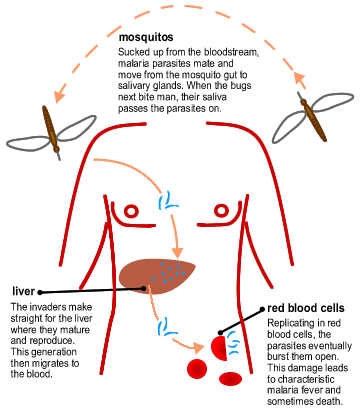 mosquitos
Sucked up from the bloodstream,
malaria parasites mate and
move from the mosquito gut to
salivary glands. When the bugs
next bite man, their saliva
passes the parasites on.
liver
The invaders make
straight for the liver
where they mature
and reproduce.
This generation
then migrates to
the blood.
red blood cells
Replicating in red
blood cells, the
parasites eventually
burst them open.
This damage leads
to characteristic
malaria fever and
sometimes death.